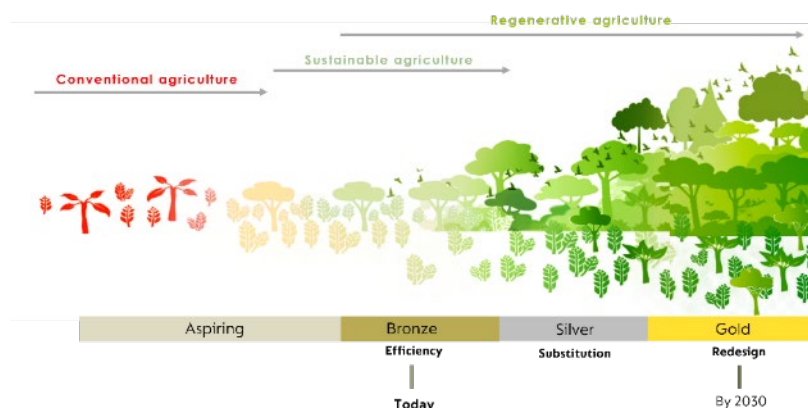 Regenerative agriculture
Sustainable agriculture
Conventional agriculture
Aspiring Bronze Silver Gold
Efficiency Substitution Redesign
Today By 2030